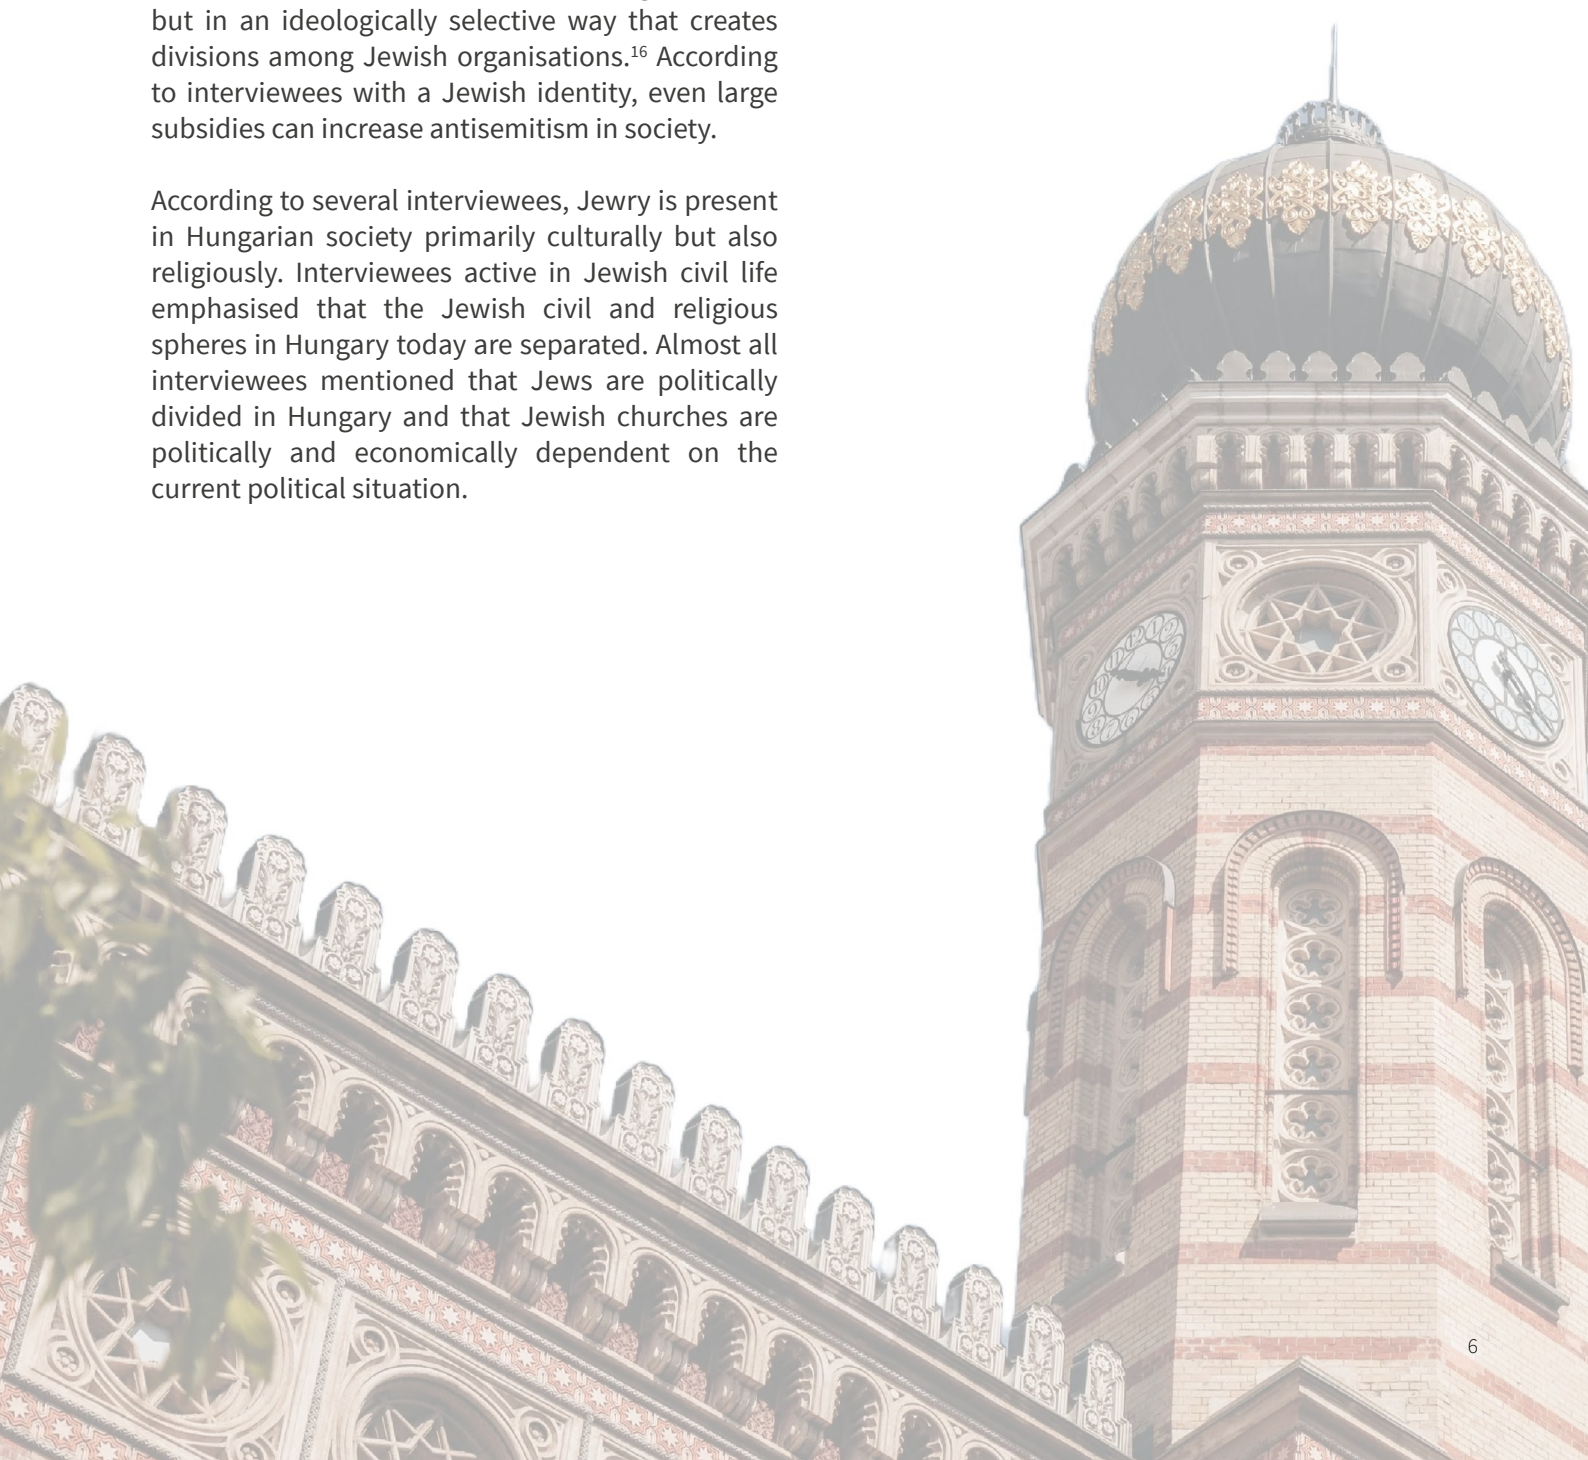 but in an ideologically selective way that creates
divisions among Jewish organisations.16 According
to interviewees with a Jewish identity, even large
subsidies can increase antisemitism in society.
According to several interviewees, Jewry is present
in Hungarian society primarily culturally but also
religiously. Interviewees active in Jewish civil life
emphasised that the Jewish civil and religious
spheres in Hungary today are separated. Almost all
interviewees mentioned that Jews are politically
divided in Hungary and that Jewish churches are
politically and economically dependent on the
current political situation.
6